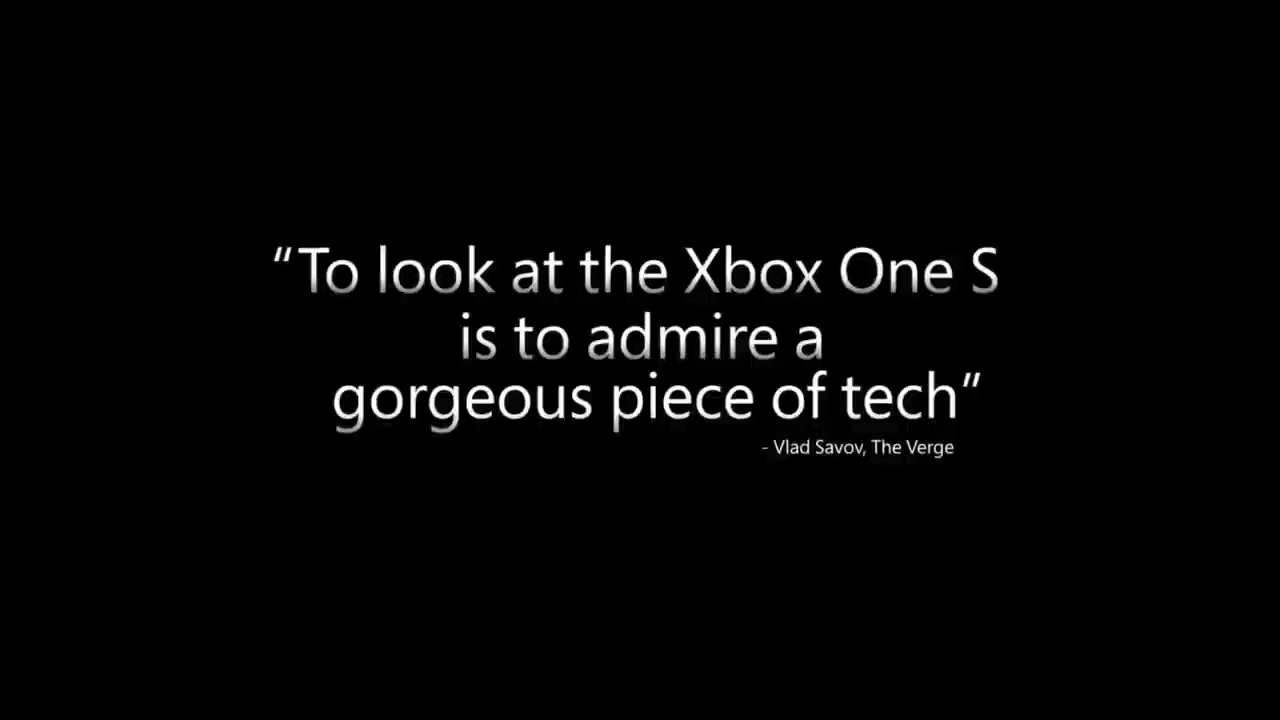 “To look at the Xbox One S
is to admire a
gorgeous piece of tech”
- Vlad Savov, The Verge